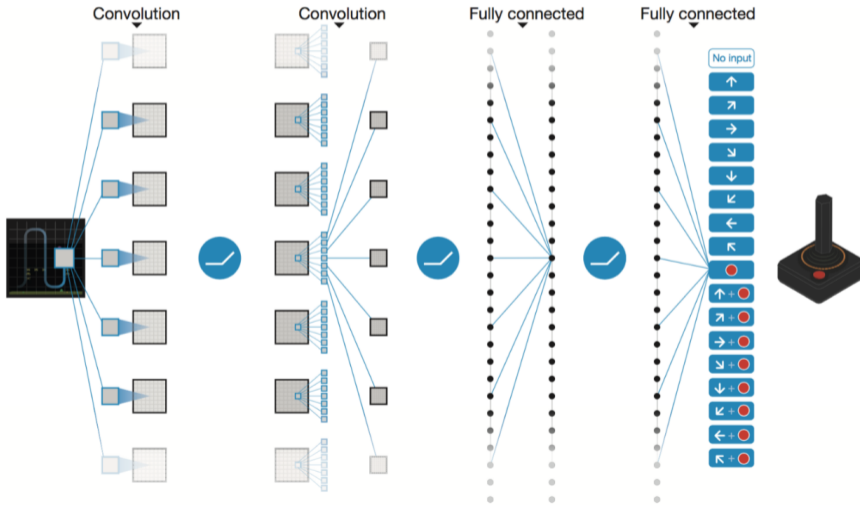 Convolution
Convolution
Fully connected
Fully connected
No input
+
+
+
+
+
+
+
+